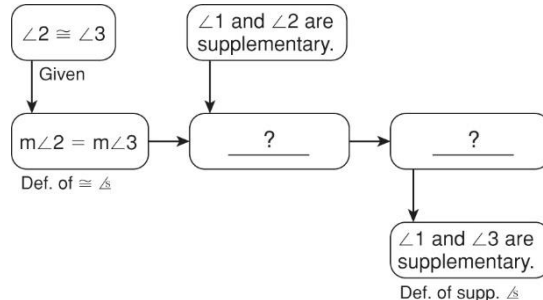 ∠2 ≅ ∠3
∠1 and ∠2 are
supplementary.
Given
m∠2 = m∠3
?
?
Def. of ≅ ∠s
∠1 and ∠3 are
supplementary.
Def. of supp. ∠s